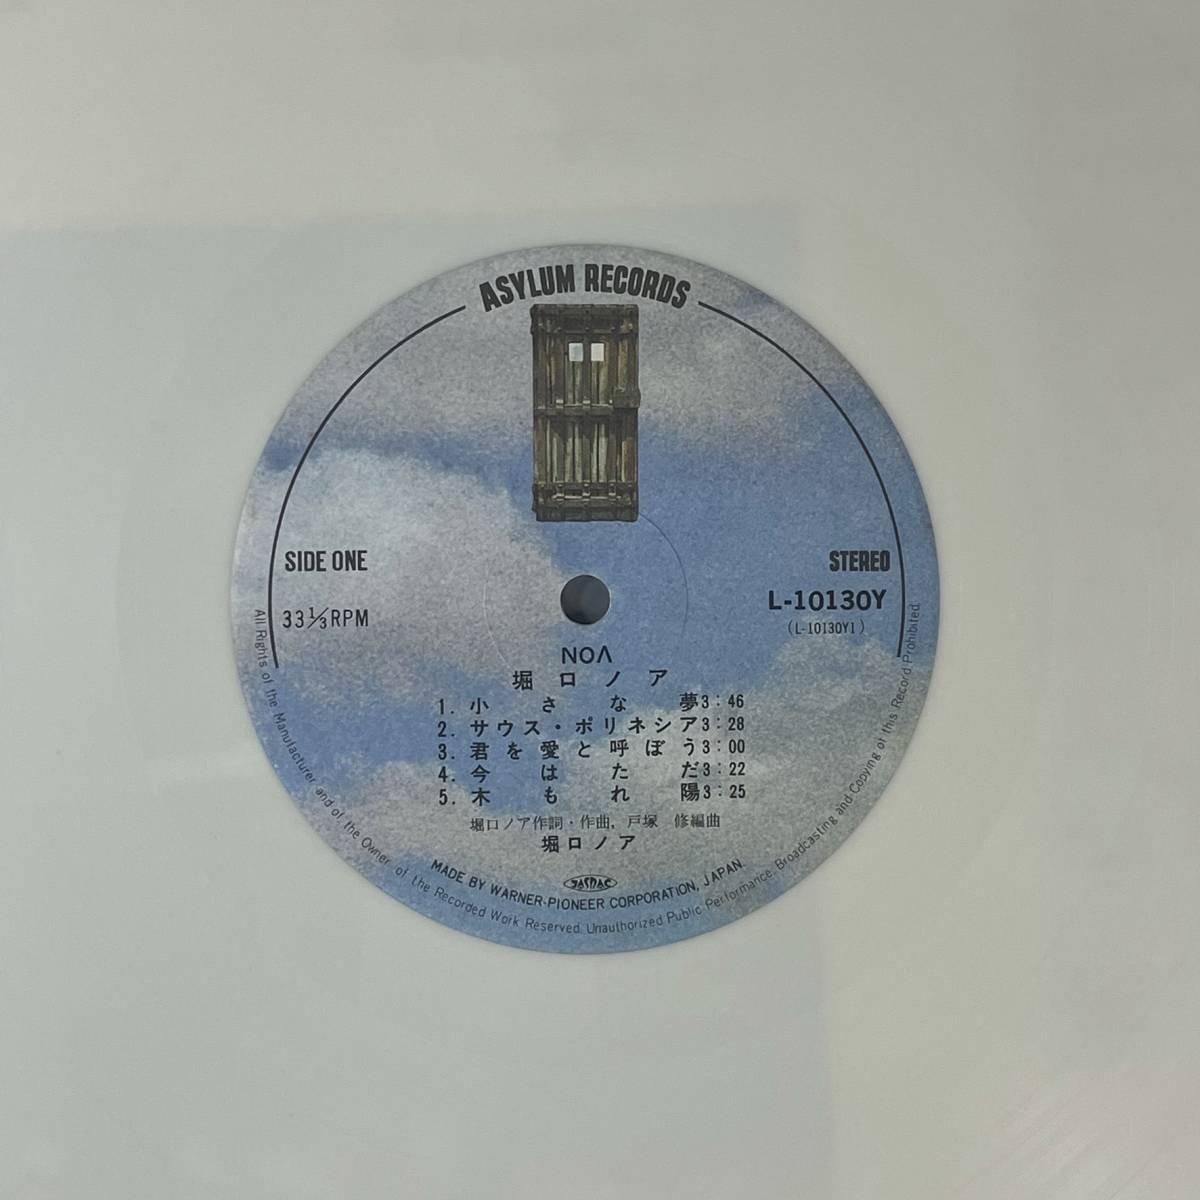 ASYLUM RECORDS
SIDE ONE
STEREO
33⅓RPM
L-10130Y
(L-10130Y1)
NOΛ
堀口ノア
1. 小さな夢 3:46
2. サウス・ポリネシア 3:28
3. 君を愛と呼ぼう 3:00
4. 今はただ 3:22
5. 木もれ陽 3:25
堀口ノア作詞・作曲, 戸塚 修編曲
堀口ノア
JASRAC
MADE BY WARNER-PIONEER CORPORATION, JAPAN.
All Rights of the Manufacturer and of the Owner of the Recorded Work Reserved. Unauthorized Public Performance, Broadcasting and Copying of this Record Prohibited.